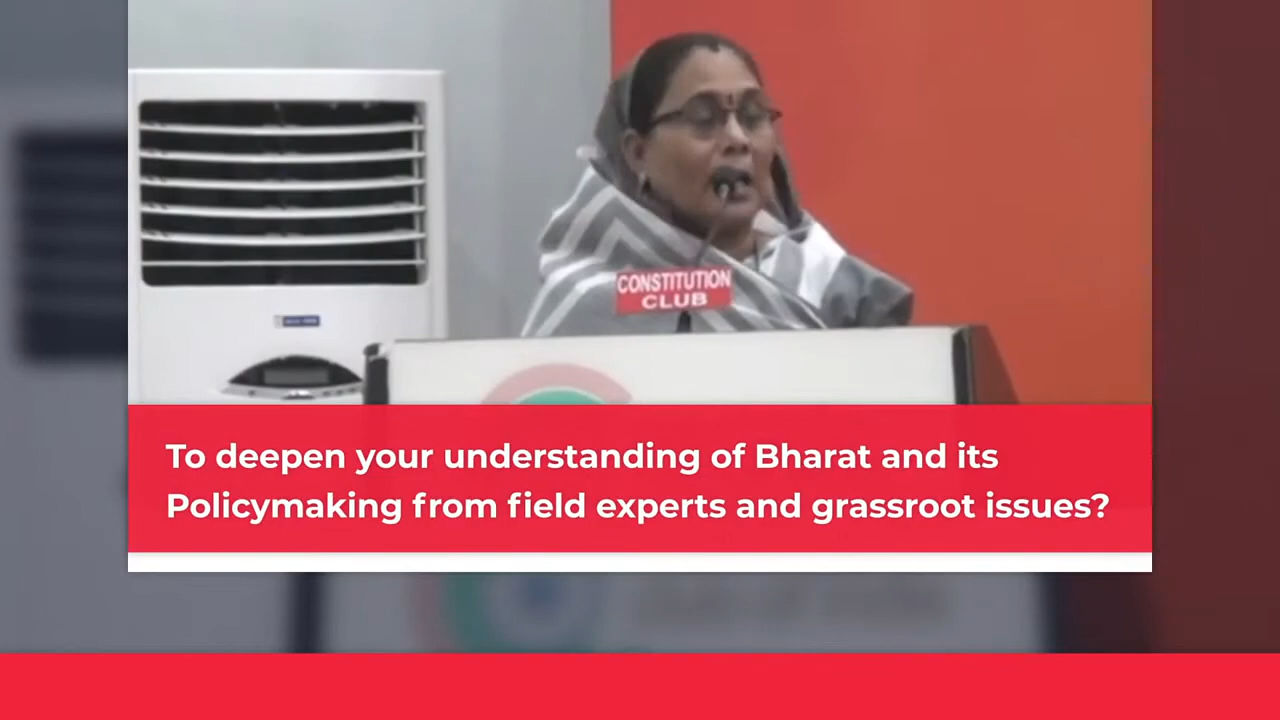 CONSTITUTION
CLUB
To deepen your understanding of Bharat and its
Policymaking from field experts and grassroot issues?